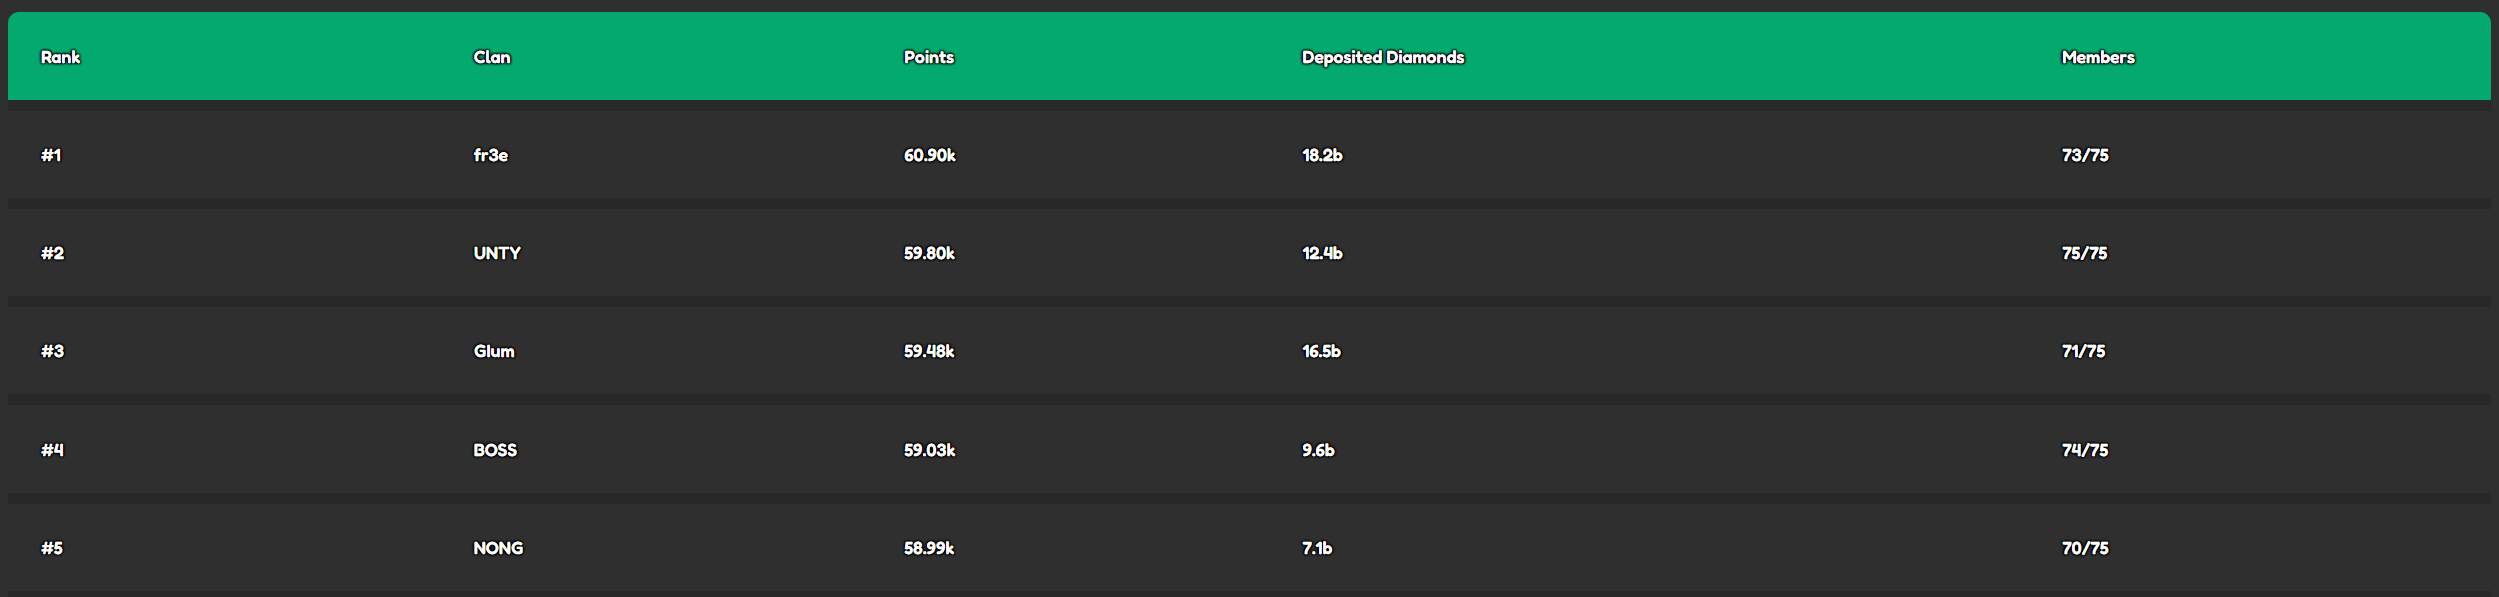 Rank Clan Points Deposited Diamonds Members
#1 fr3e 60.90k 18.2b 73/75
#2 UNTY 59.80k 12.4b 75/75
#3 Glum 59.48k 16.5b 71/75
#4 BOSS 59.03k 9.6b 74/75
#5 NONG 58.99k 7.1b 70/75